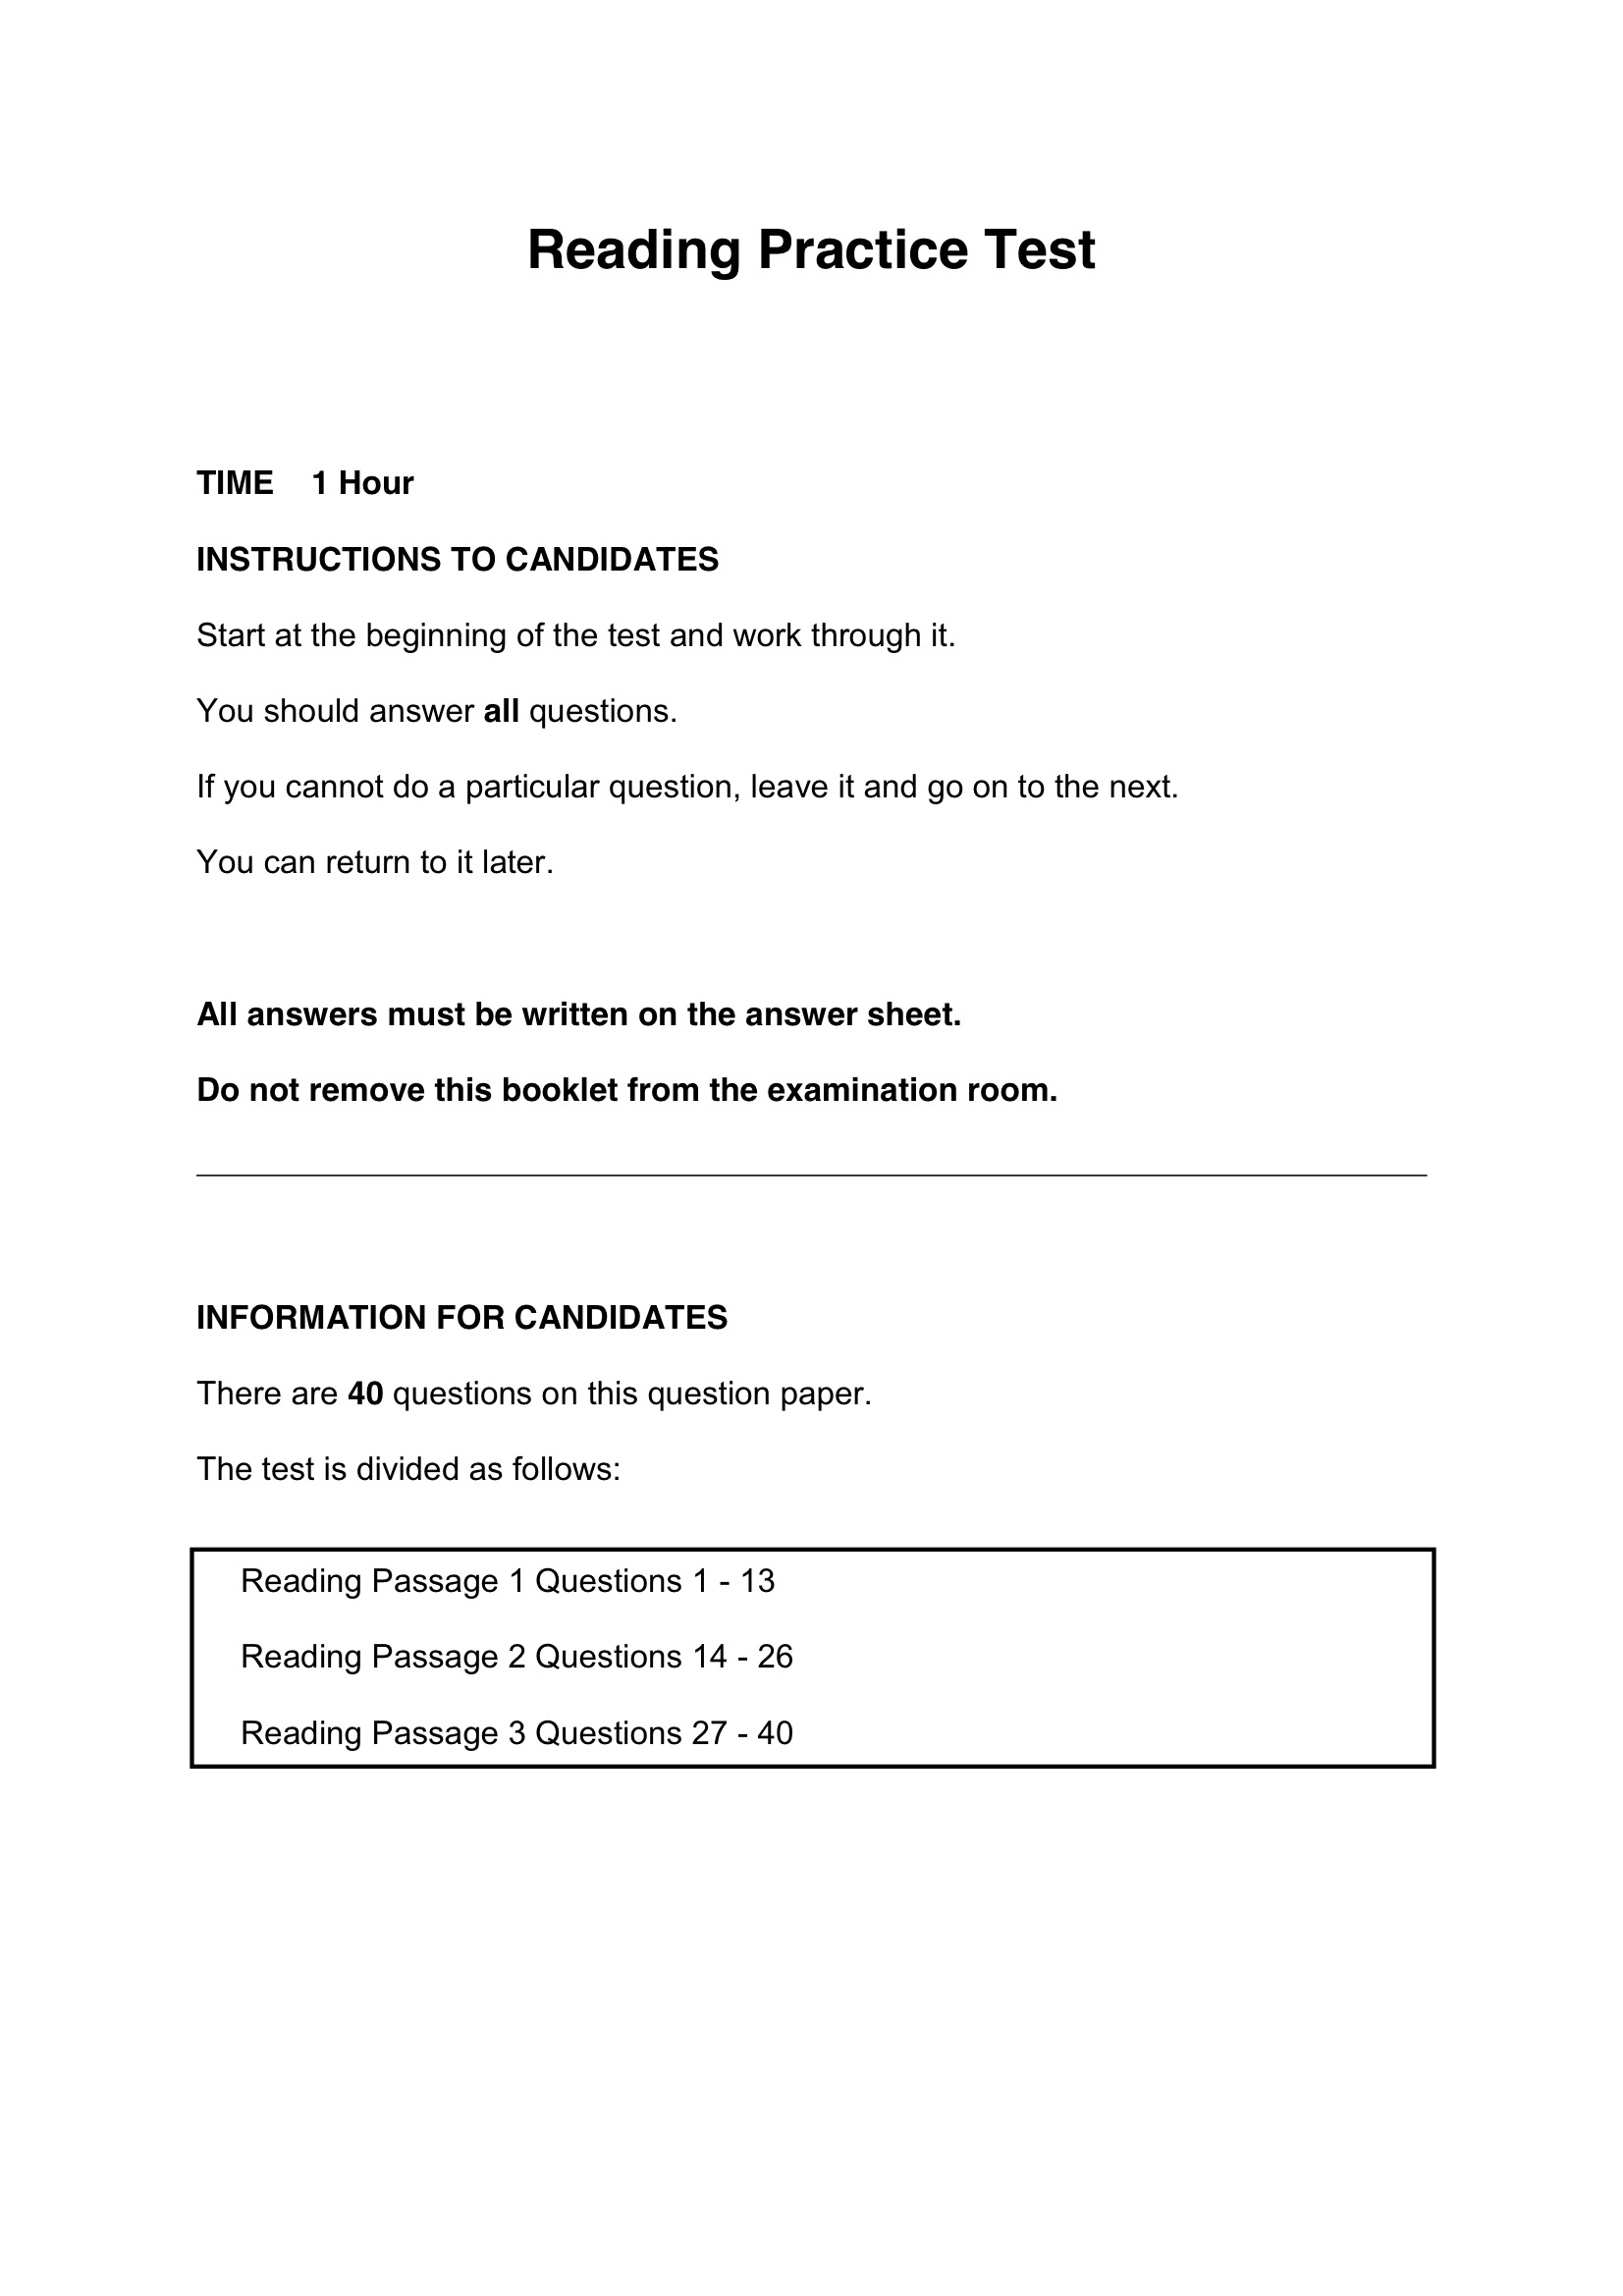 Reading Practice Test
TIME 1 Hour
INSTRUCTIONS TO CANDIDATES
Start at the beginning of the test and work through it.
You should answer all questions.
If you cannot do a particular question, leave it and go on to the next.
You can return to it later.
All answers must be written on the answer sheet.
Do not remove this booklet from the examination room.
INFORMATION FOR CANDIDATES
There are 40 questions on this question paper.
The test is divided as follows:
Reading Passage 1 Questions 1 - 13
Reading Passage 2 Questions 14 - 26
Reading Passage 3 Questions 27 - 40